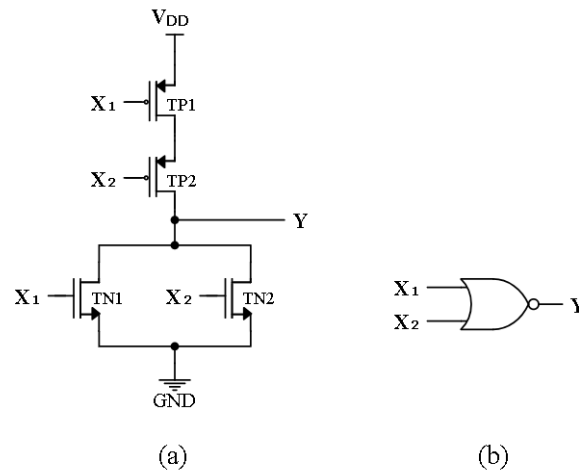 VDD
X1 TP1
X2 TP2
Y
X1 TN1 X2 TN2
GND
(a)
X1
X2
Y
(b)